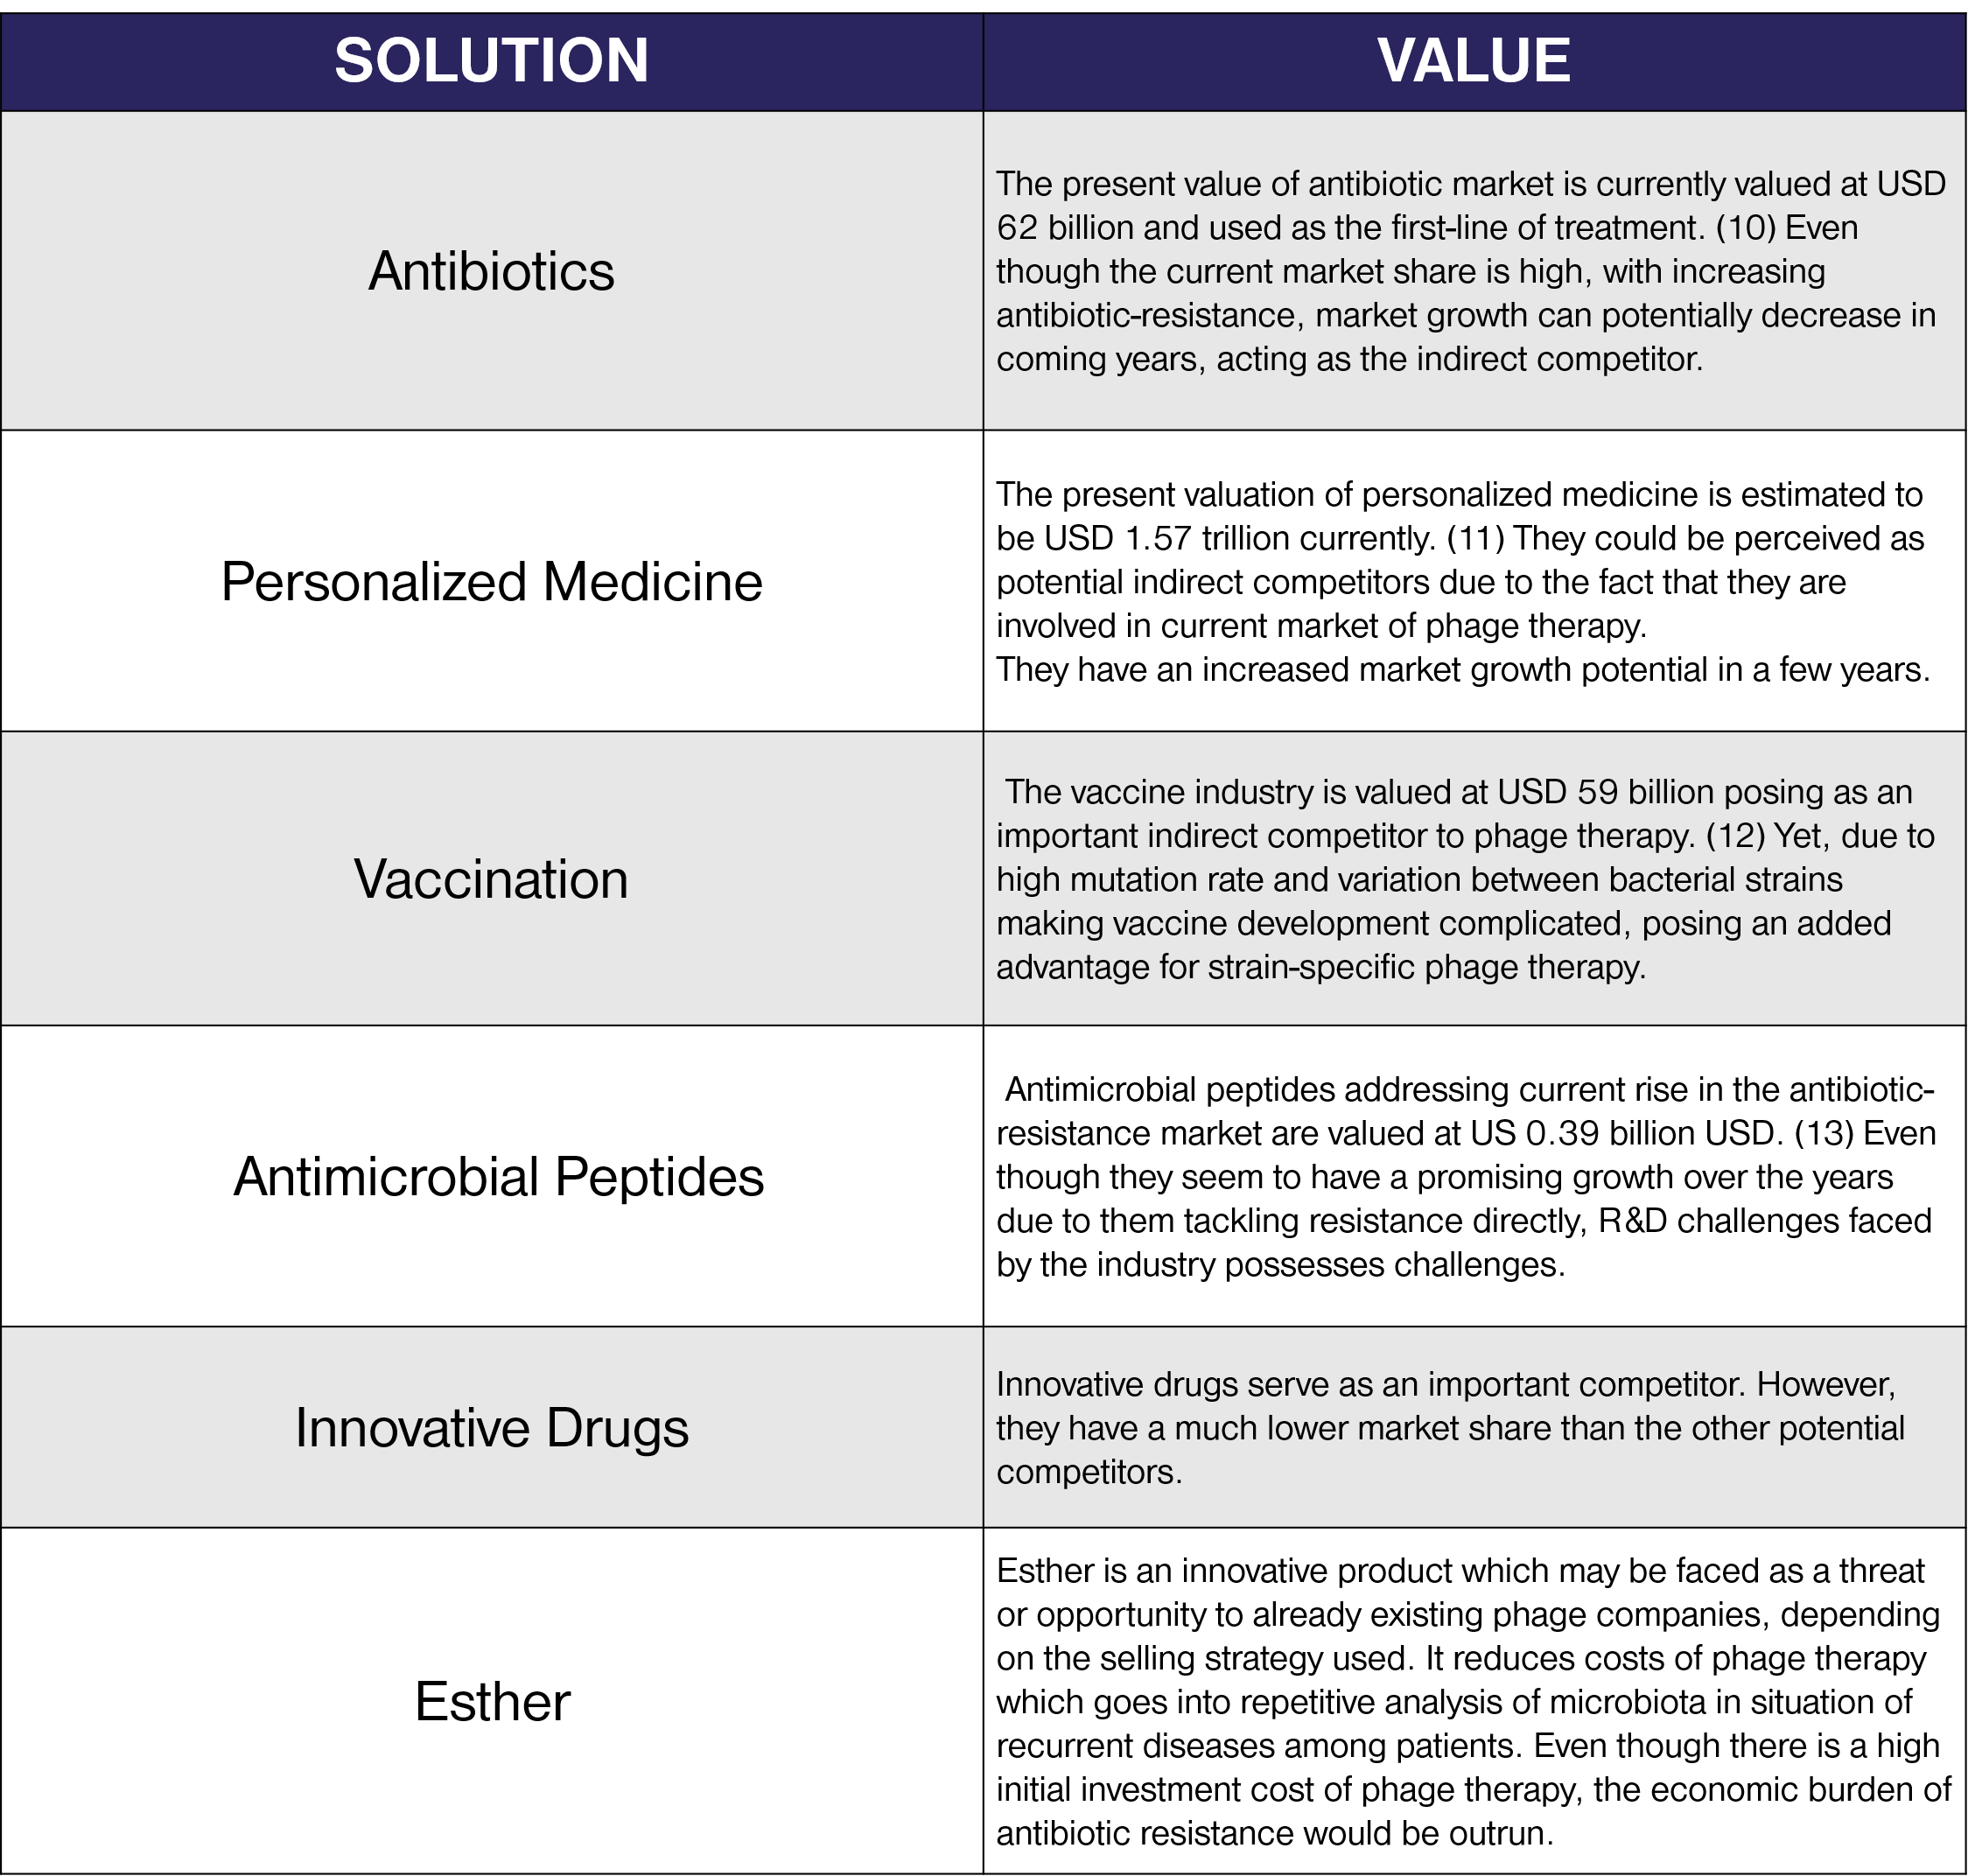 SOLUTION
VALUE
Antibiotics
The present value of antibiotic market is currently valued at USD
62 billion and used as the first-line of treatment. (10) Even
though the current market share is high, with increasing
antibiotic-resistance, market growth can potentially decrease in
coming years, acting as the indirect competitor.
Personalized Medicine
The present valuation of personalized medicine is estimated to
be USD 1.57 trillion currently. (11) They could be perceived as
potential indirect competitors due to the fact that they are
involved in current market of phage therapy.
They have an increased market growth potential in a few years.
Vaccination
The vaccine industry is valued at USD 59 billion posing as an
important indirect competitor to phage therapy. (12) Yet, due to
high mutation rate and variation between bacterial strains
making vaccine development complicated, posing an added
advantage for strain-specific phage therapy.
Antimicrobial Peptides
Antimicrobial peptides addressing current rise in the antibiotic-
resistance market are valued at US 0.39 billion USD. (13) Even
though they seem to have a promising growth over the years
due to them tackling resistance directly, R&D challenges faced
by the industry possesses challenges.
Innovative Drugs
Innovative drugs serve as an important competitor. However,
they have a much lower market share than the other potential
competitors.
Esther
Esther is an innovative product which may be faced as a threat
or opportunity to already existing phage companies, depending
on the selling strategy used. It reduces costs of phage therapy
which goes into repetitive analysis of microbiota in situation of
recurrent diseases among patients. Even though there is a high
initial investment cost of phage therapy, the economic burden of
antibiotic resistance would be outrun.